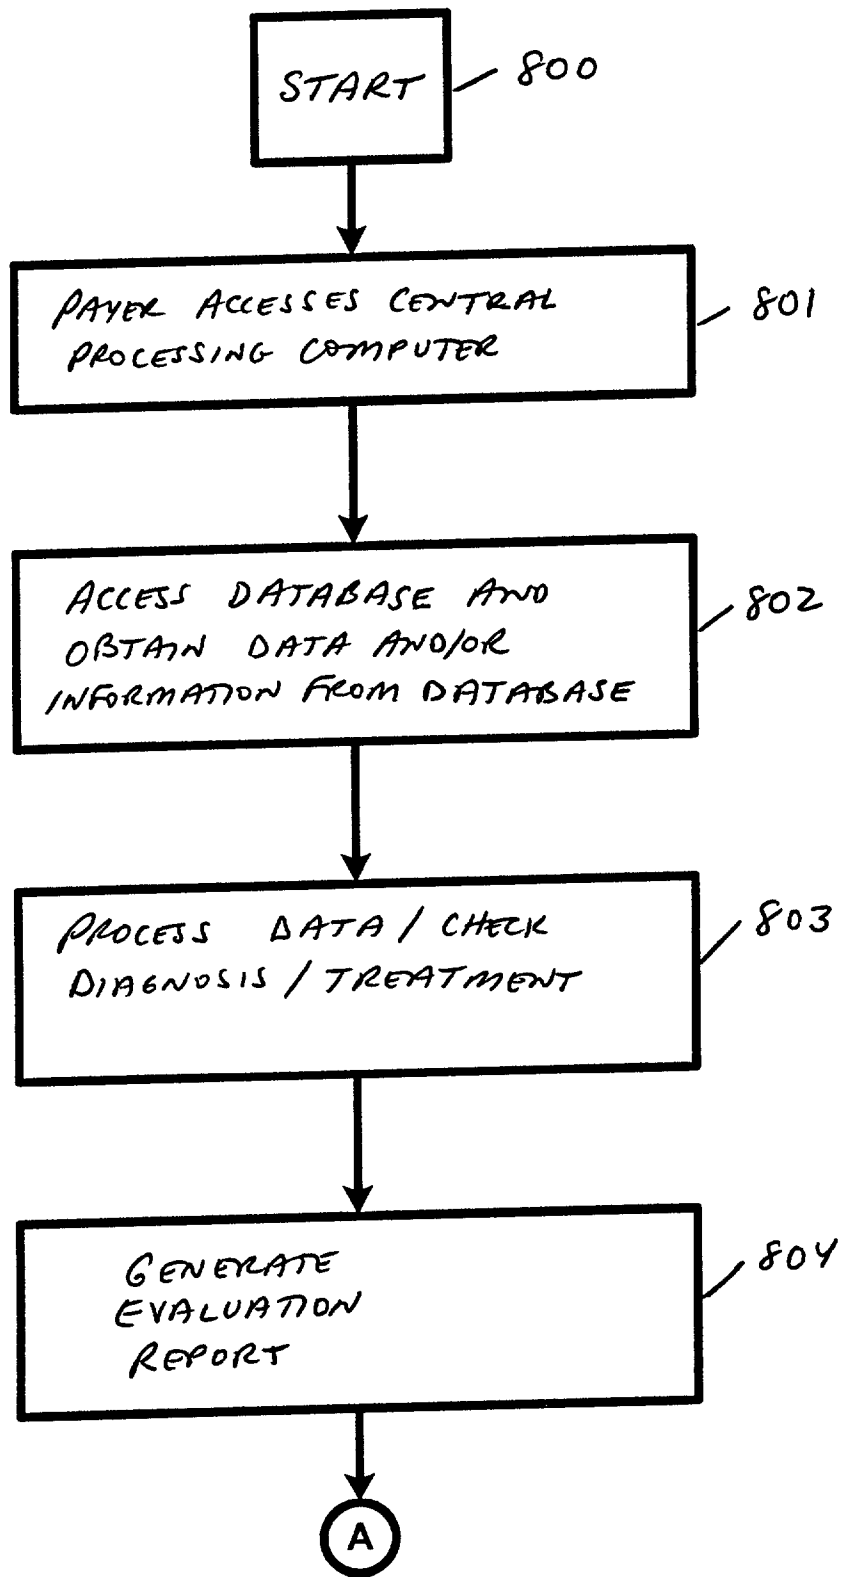 START
800
PAYER ACCESSES CENTRAL
PROCESSING COMPUTER
801
ACCESS DATABASE AND
OBTAIN DATA AND/OR
INFORMATION FROM DATABASE
802
PROCESS DATA / CHECK
DIAGNOSIS / TREATMENT
803
GENERATE
EVALUATION
REPORT
804
A